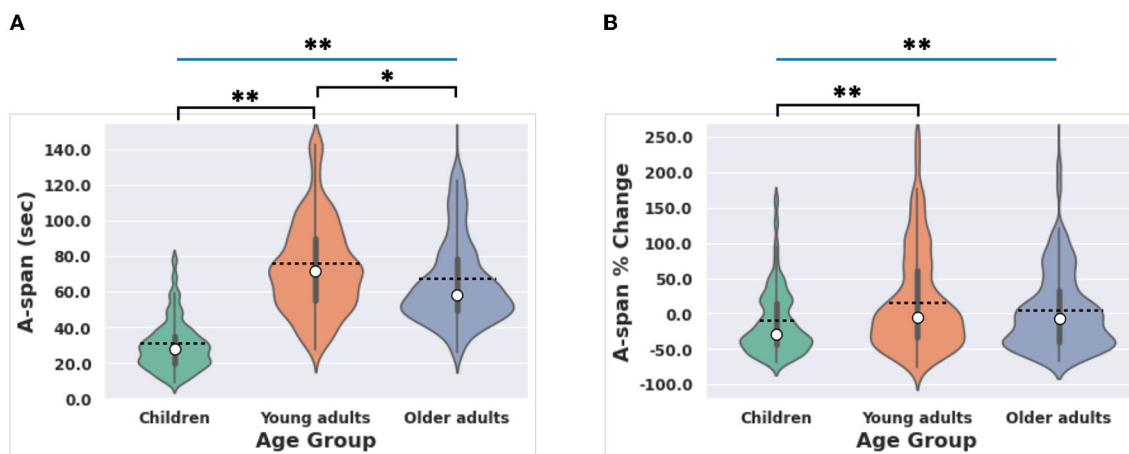 A
**
**
*
A-span (sec)
140.0
120.0
100.0
80.0
60.0
40.0
20.0
0.0
Children
Young adults
Older adults
Age Group
B
**
**
A-span % Change
250.0
200.0
150.0
100.0
50.0
0.0
-50.0
-100.0
Children
Young adults
Older adults
Age Group